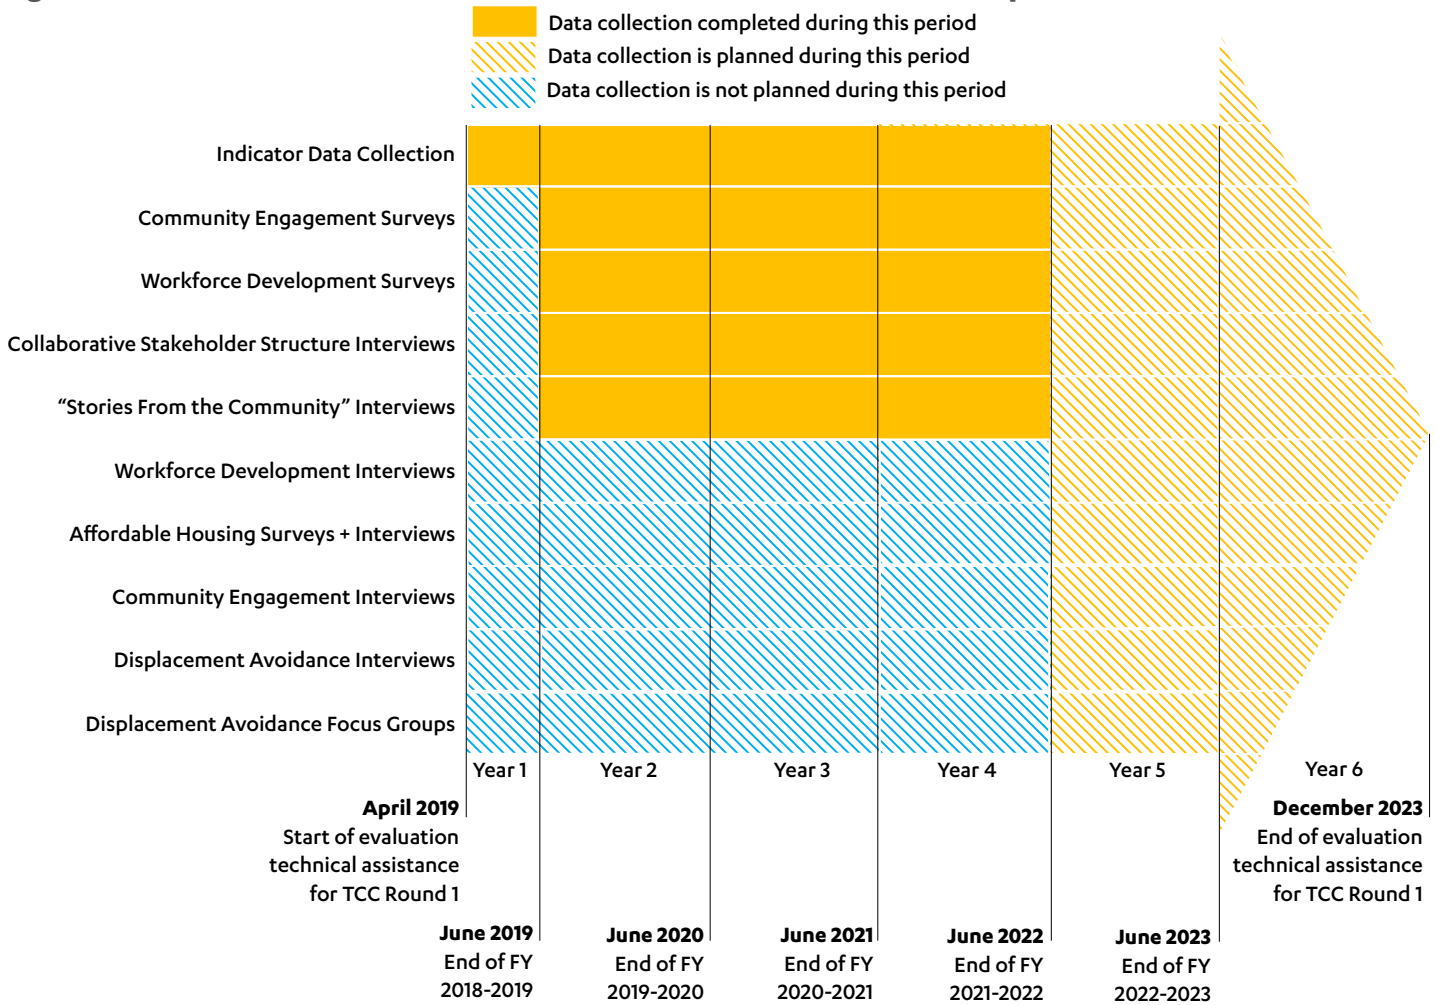 Data collection completed during this period
Data collection is planned during this period
Data collection is not planned during this period
Indicator Data Collection
Community Engagement Surveys
Workforce Development Surveys
Collaborative Stakeholder Structure Interviews
“Stories From the Community” Interviews
Workforce Development Interviews
Affordable Housing Surveys + Interviews
Community Engagement Interviews
Displacement Avoidance Interviews
Displacement Avoidance Focus Groups
Year 1
Year 2
Year 3
Year 4
Year 5
Year 6
April 2019
Start of evaluation
technical assistance
for TCC Round 1
December 2023
End of evaluation
technical assistance
for TCC Round 1
June 2019
End of FY
2018-2019
June 2020
End of FY
2019-2020
June 2021
End of FY
2020-2021
June 2022
End of FY
2021-2022
June 2023
End of FY
2022-2023